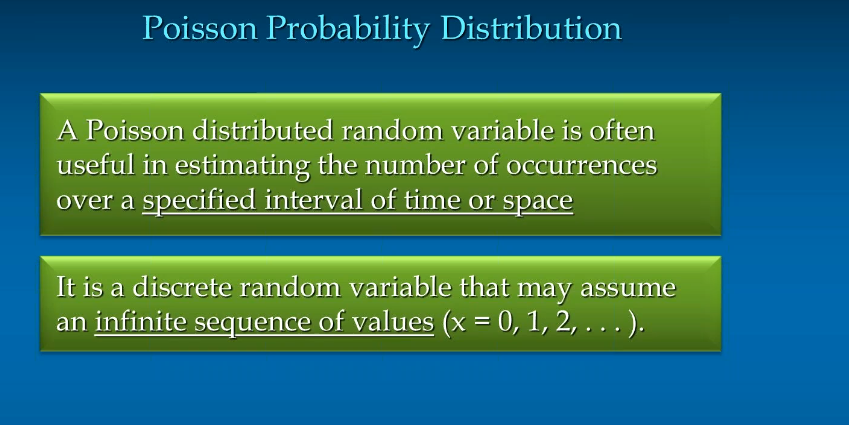 Poisson Probability Distribution
A Poisson distributed random variable is often
useful in estimating the number of occurrences
over a specified interval of time or space
It is a discrete random variable that may assume
an infinite sequence of values (x = 0, 1, 2, . . . ).